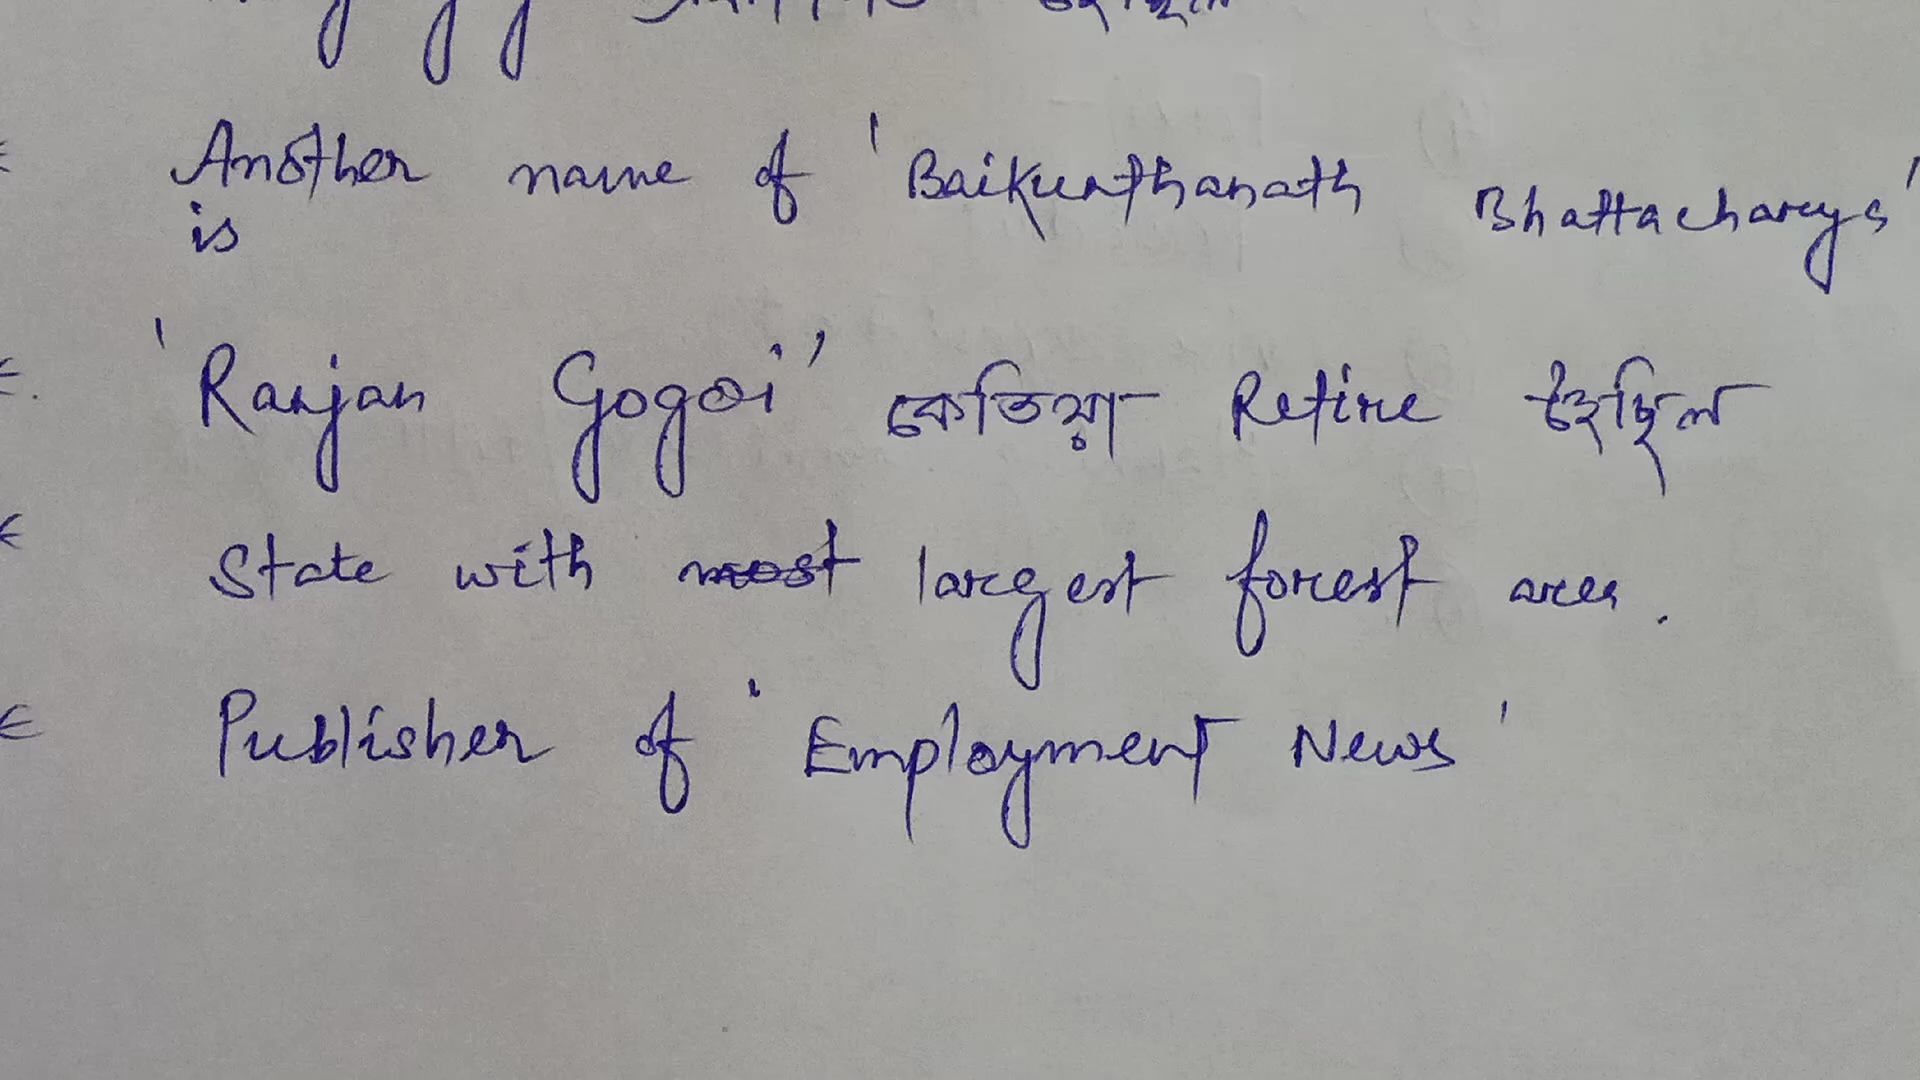 Another name of 'Baikunthanath Bhattacharya'
is
'Ranjan Gogoi' কেতিয়া Retire হৈছিল
State with most largest forest area.
Publisher of 'Employment News'